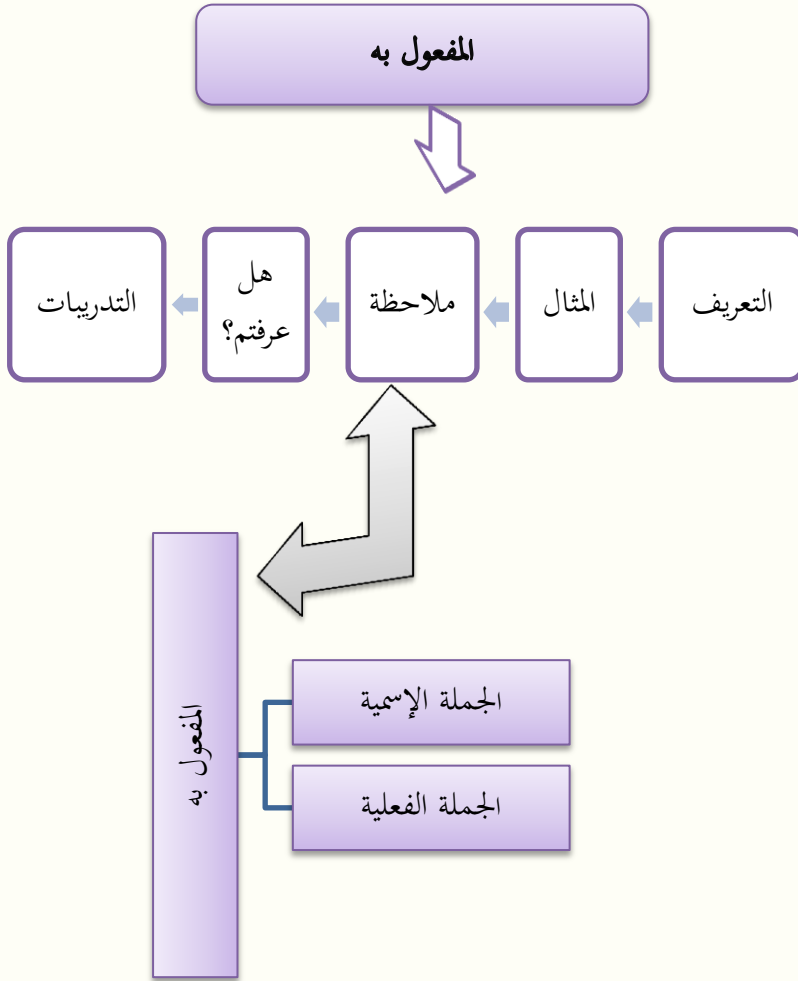 المفعول به
التعريف
المثال
ملاحظة
هل
عرفتم؟
التدريبات
المفعول به
الجملة الإسمية
الجملة الفعلية